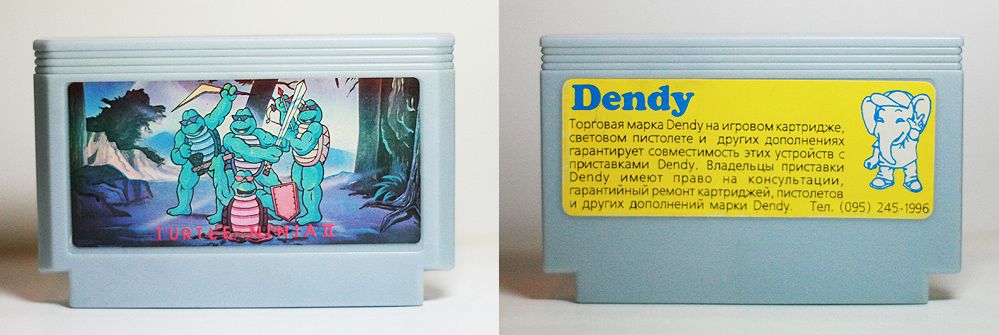 TURTLE NINJA II
Dendy
Торговая марка Dendy на игровом картридже,
световом пистолете и других дополнениях
гарантирует совместимость этих устройств с
приставками Dendy. Владельцы приставки
Dendy имеют право на консультации,
гарантийный ремонт картриджей, пистолетов
и других дополнений марки Dendy. Тел. (095) 245-1996